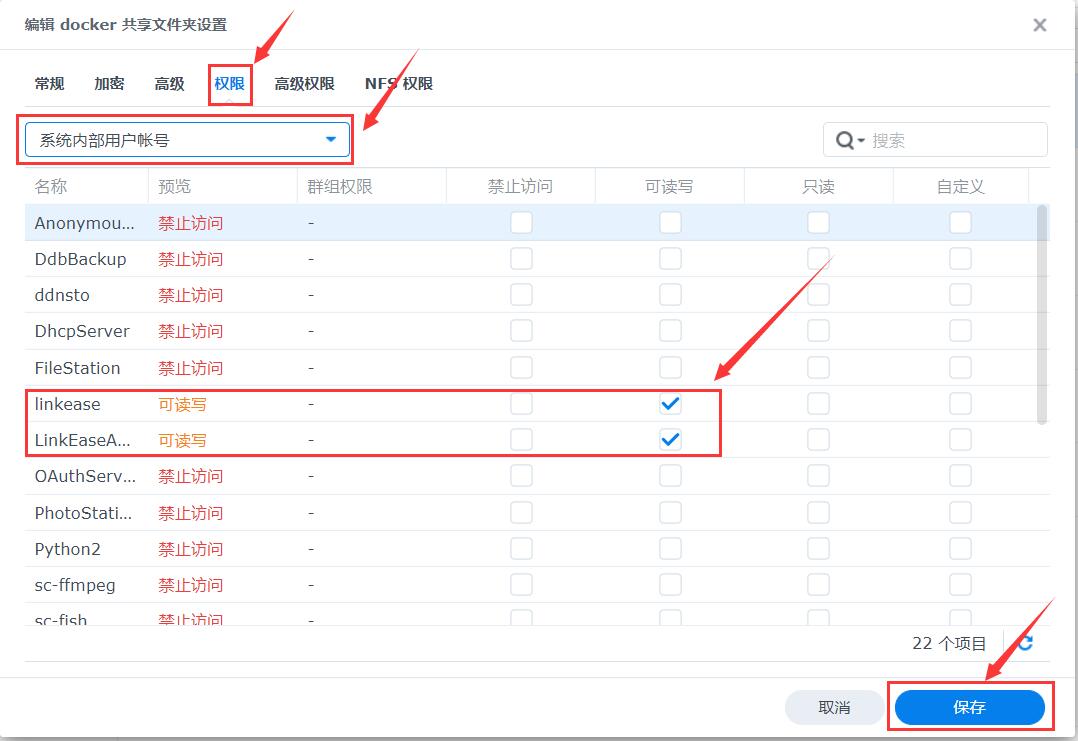 编辑 docker 共享文件夹设置
常规 加密 高级 权限 高级权限 NFS 权限
系统内部用户帐号 搜索
名称 预览 群组权限 禁止访问 可读写 只读 自定义
Anonymou... 禁止访问 -
DdbBackup 禁止访问 -
ddnsto 禁止访问 -
DhcpServer 禁止访问 -
FileStation 禁止访问 -
linkease 可读写 -
LinkEaseA... 可读写 -
OAuthServ... 禁止访问 -
PhotoStati... 禁止访问 -
Python2 禁止访问 -
sc-ffmpeg 禁止访问 -
sc-fish 禁止访问 -
22 个项目
取消 保存